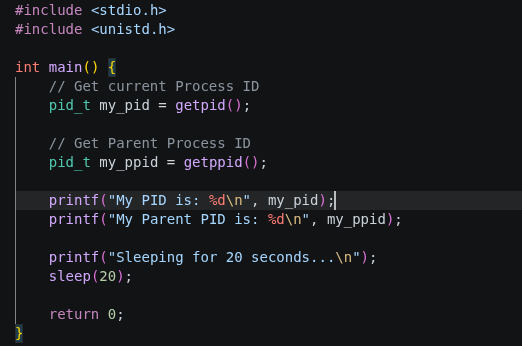 #include <stdio.h>
#include <unistd.h>

int main() {
    // Get current Process ID
    pid_t my_pid = getpid();

    // Get Parent Process ID
    pid_t my_ppid = getppid();

    printf("My PID is: %d\n", my_pid);
    printf("My Parent PID is: %d\n", my_ppid);

    printf("Sleeping for 20 seconds...\n");
    sleep(20);

    return 0;
}